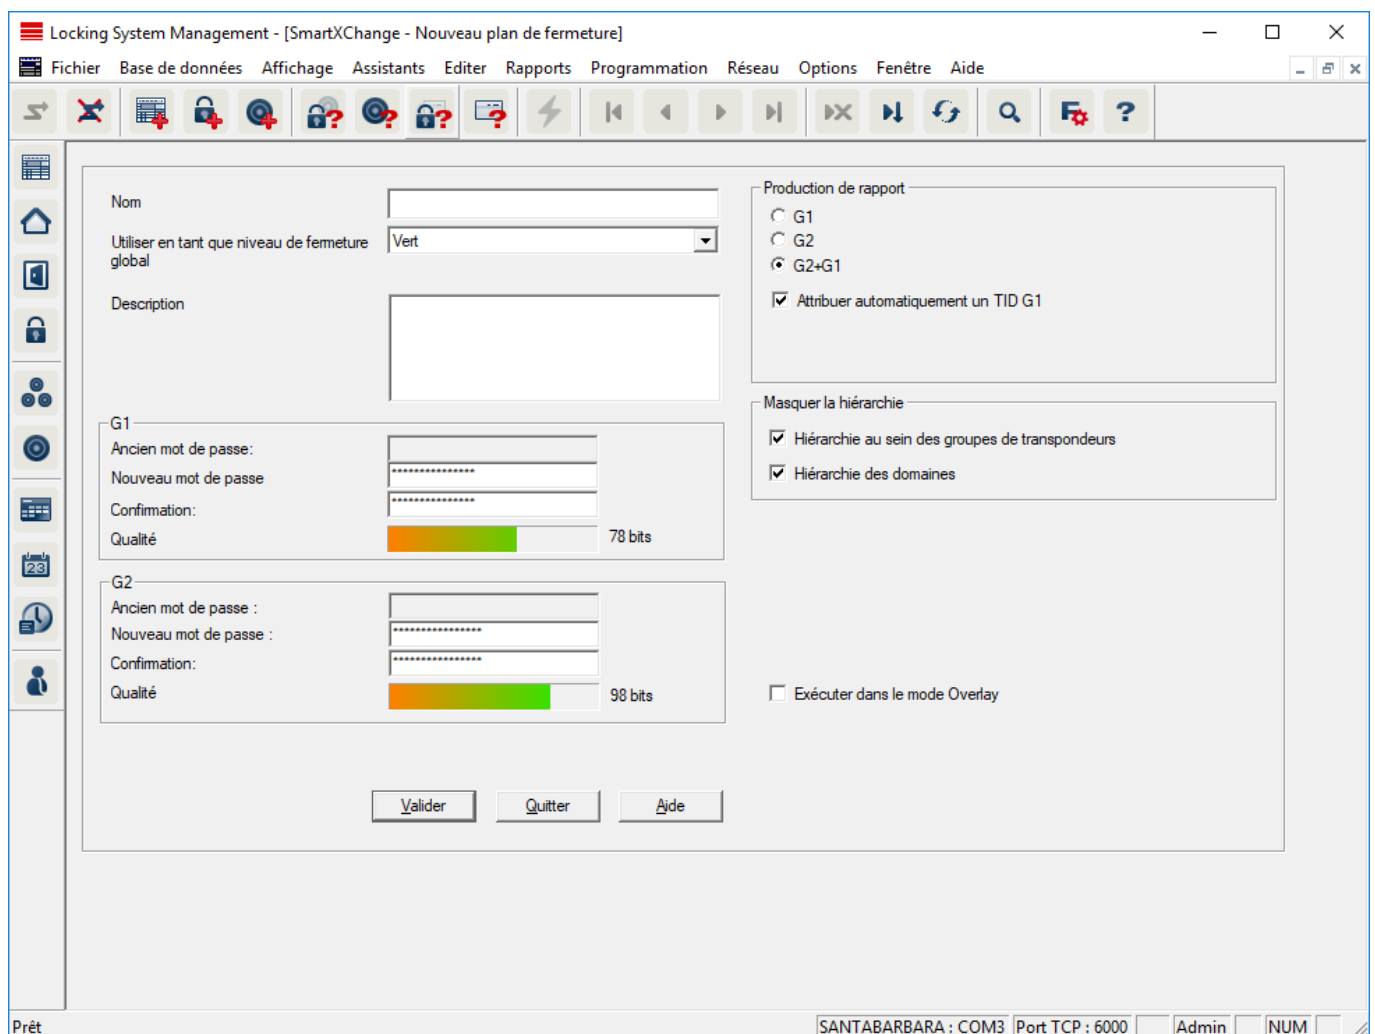 Locking System Management - [SmartXChange - Nouveau plan de fermeture]
Fichier Base de données Affichage Assistants Editer Rapports Programmation Réseau Options Fenêtre Aide
Nom
Utiliser en tant que niveau de fermeture global
Vert
Description
G1
Ancien mot de passe:
Nouveau mot de passe
***************
Confirmation:
***************
Qualité
78 bits
G2
Ancien mot de passe :
Nouveau mot de passe :
****************
Confirmation:
****************
Qualité
98 bits
Valider
Quitter
Aide
Production de rapport
G1
G2
G2+G1
Attribuer automatiquement un TID G1
Masquer la hiérarchie
Hiérarchie au sein des groupes de transpondeurs
Hiérarchie des domaines
Exécuter dans le mode Overlay
23
Prêt
SANTABARBARA : COM3 Port TCP : 6000 Admin NUM